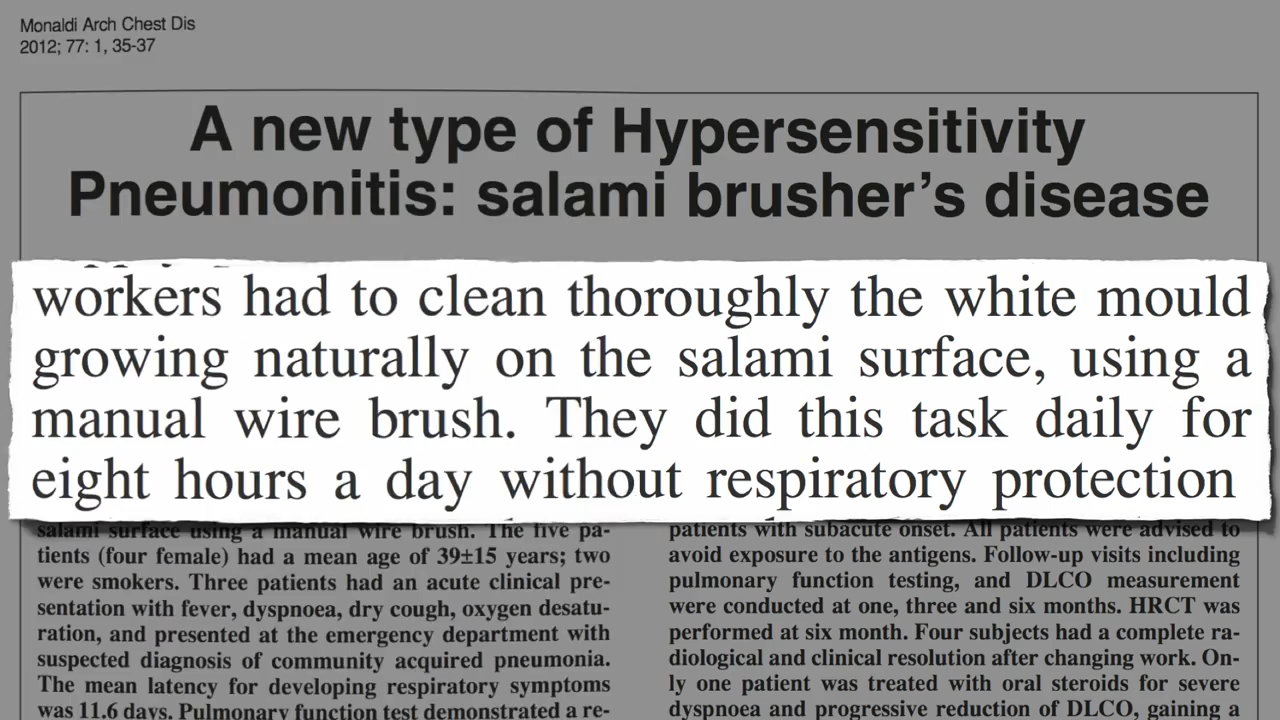 Monaldi Arch Chest Dis
2012; 77: 1, 35-37
A new type of Hypersensitivity
Pneumonitis: salami brusher's disease
workers had to clean thoroughly the white mould
growing naturally on the salami surface, using a
manual wire brush. They did this task daily for
eight hours a day without respiratory protection
salami surface using a manual wire brush. The five pa-
tients (four female) had a mean age of 39±15 years; two
were smokers. Three patients had an acute clinical pre-
sentation with fever, dyspnoea, dry cough, oxygen desatu-
ration, and presented at the emergency department with
suspected diagnosis of community acquired pneumonia.
The mean latency for developing respiratory symptoms
was 11.6 days. Pulmonary function test demonstrated a re-
patients with subacute onset. All patients were advised to
avoid exposure to the antigens. Follow-up visits including
pulmonary function testing, and DLCO measurement
were conducted at one, three and six months. HRCT was
performed at six month. Four subjects had a complete ra-
diological and clinical resolution after changing work. On-
ly one patient was treated with oral steroids for severe
dyspnoea and progressive reduction of DLCO, gaining a